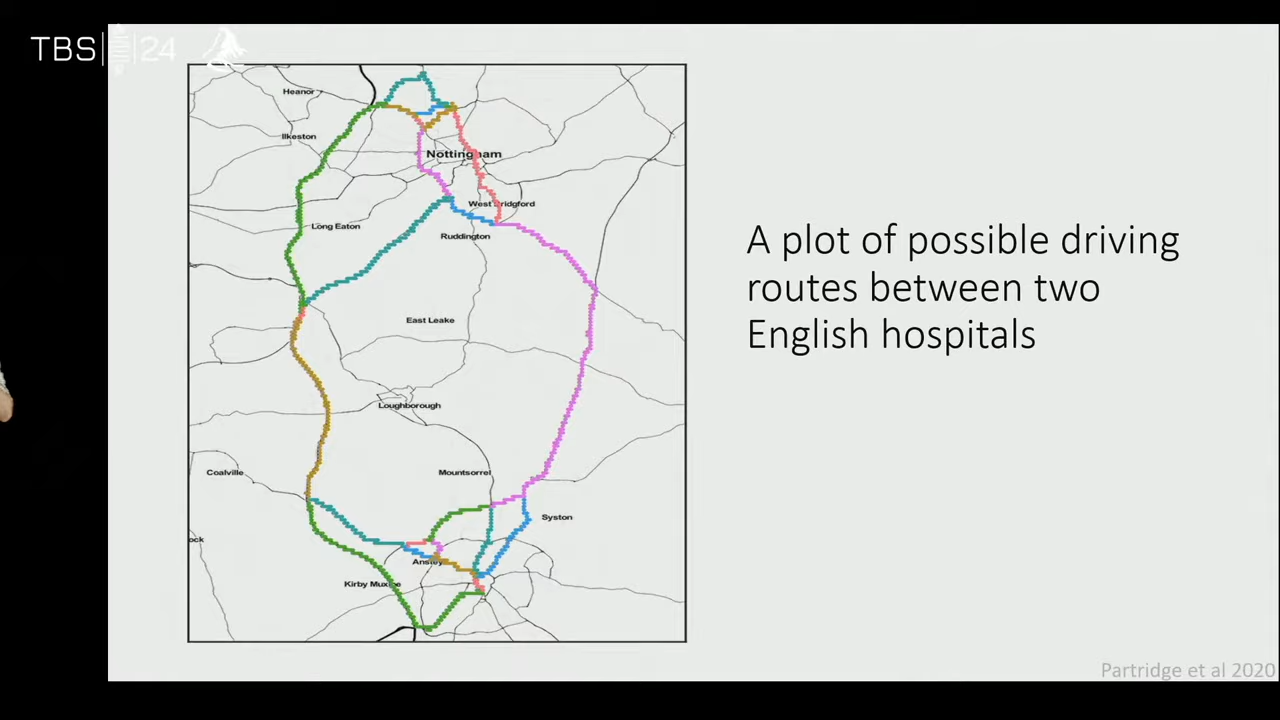 TBS 24
Heanor
Ilkeston
Nottingham
West Bridgford
Long Eaton
Ruddington
East Leake
Loughborough
Coalville
Mountsorrel
Syston
ock
Anstey
Kirby Muxloe
A plot of possible driving
routes between two
English hospitals
Partridge et al 2020